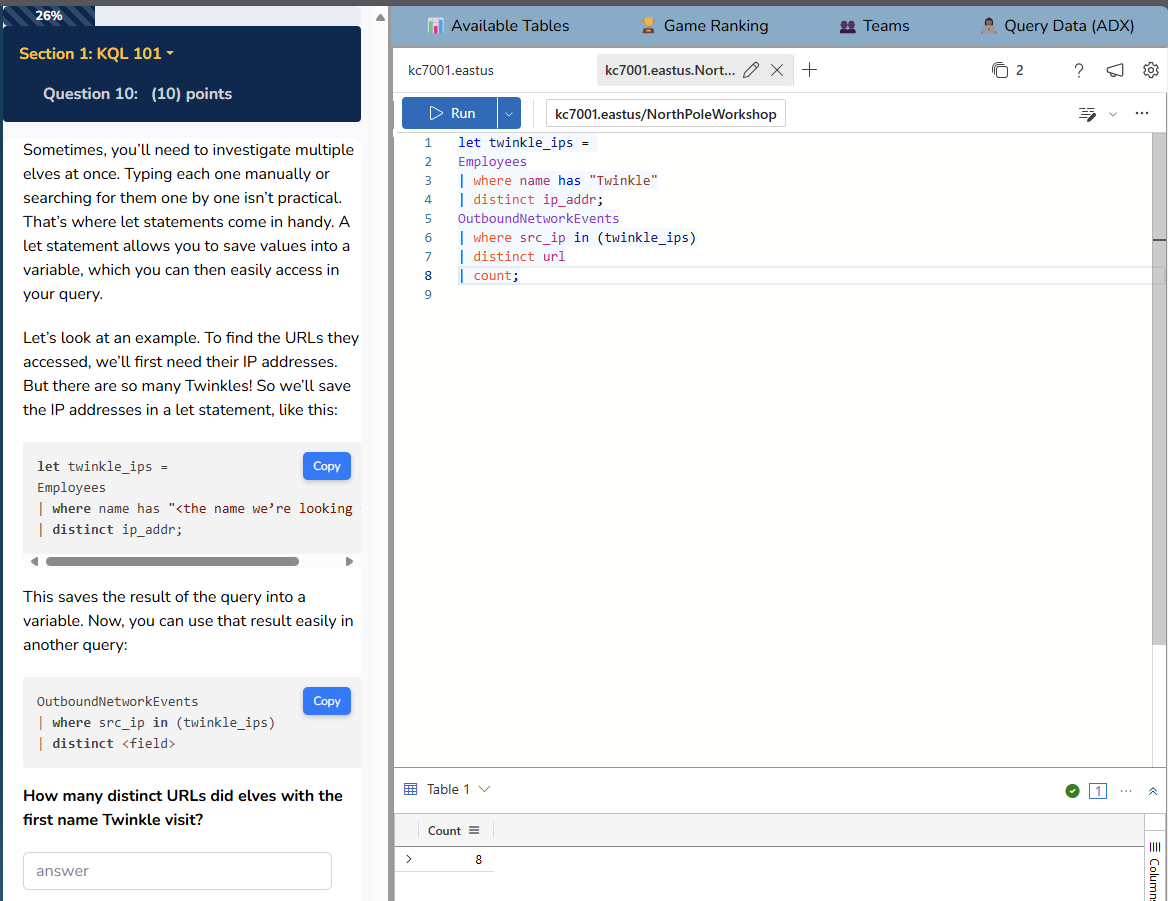 26%
Section 1: KQL 101
Question 10: (10) points
Sometimes, you’ll need to investigate multiple
elves at once. Typing each one manually or
searching for them one by one isn’t practical.
That’s where let statements come in handy. A
let statement allows you to save values into a
variable, which you can then easily access in
your query.
Let’s look at an example. To find the URLs they
accessed, we’ll first need their IP addresses.
But there are so many Twinkles! So we’ll save
the IP addresses in a let statement, like this:
Copy
let twinkle_ips =
Employees
| where name has "<the name we’re looking
| distinct ip_addr;
This saves the result of the query into a
variable. Now, you can use that result easily in
another query:
Copy
OutboundNetworkEvents
| where src_ip in (twinkle_ips)
| distinct <field>
How many distinct URLs did elves with the
first name Twinkle visit?
answer
Available Tables
Game Ranking
Teams
Query Data (ADX)
kc7001.eastus
kc7001.eastus.Nort...
2
?
Run
kc7001.eastus/NorthPoleWorkshop
1 let twinkle_ips =
2 Employees
3 | where name has "Twinkle"
4 | distinct ip_addr;
5 OutboundNetworkEvents
6 | where src_ip in (twinkle_ips)
7 | distinct url
8 | count;
9
Table 1
1
Count
8
Columns